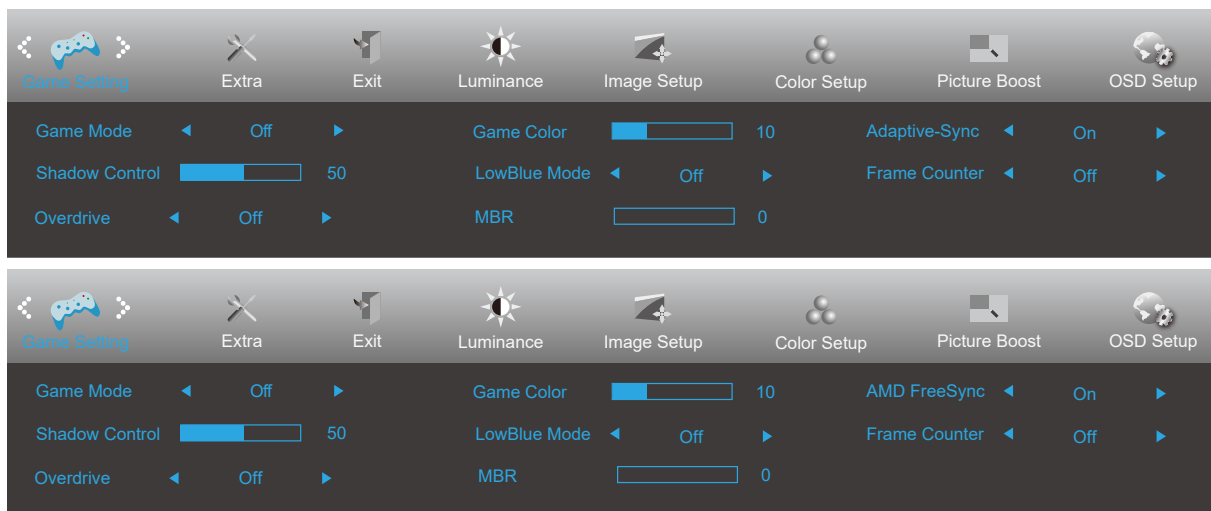 Game Setting Extra Exit Luminance Image Setup Color Setup Picture Boost OSD Setup
Game Mode Off Game Color 10 Adaptive-Sync On
Shadow Control 50 LowBlue Mode Off Frame Counter Off
Overdrive Off MBR 0
Game Setting Extra Exit Luminance Image Setup Color Setup Picture Boost OSD Setup
Game Mode Off Game Color 10 AMD FreeSync On
Shadow Control 50 LowBlue Mode Off Frame Counter Off
Overdrive Off MBR 0